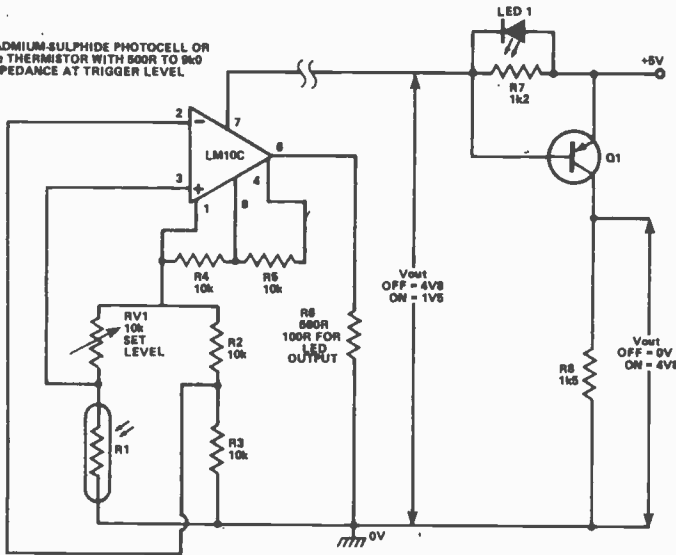 LED 1
ADMIUM-SULPHIDE PHOTOCELL OR
THERMISTOR WITH 500R TO 9k0
PEDANCE AT TRIGGER LEVEL
+5V
R7
1k2
2
7
-
LM10C
6
Q1
3
4
+
1
8
R4
10k
R5
10k
Vout
OFF = 4V8
ON = 1V5
RV1
10k
SET
LEVEL
R2
10k
R6
560R
100R FOR
LED
OUTPUT
Vout
OFF = 0V
ON = 4V8
R8
1k5
R1
R3
10k
0V